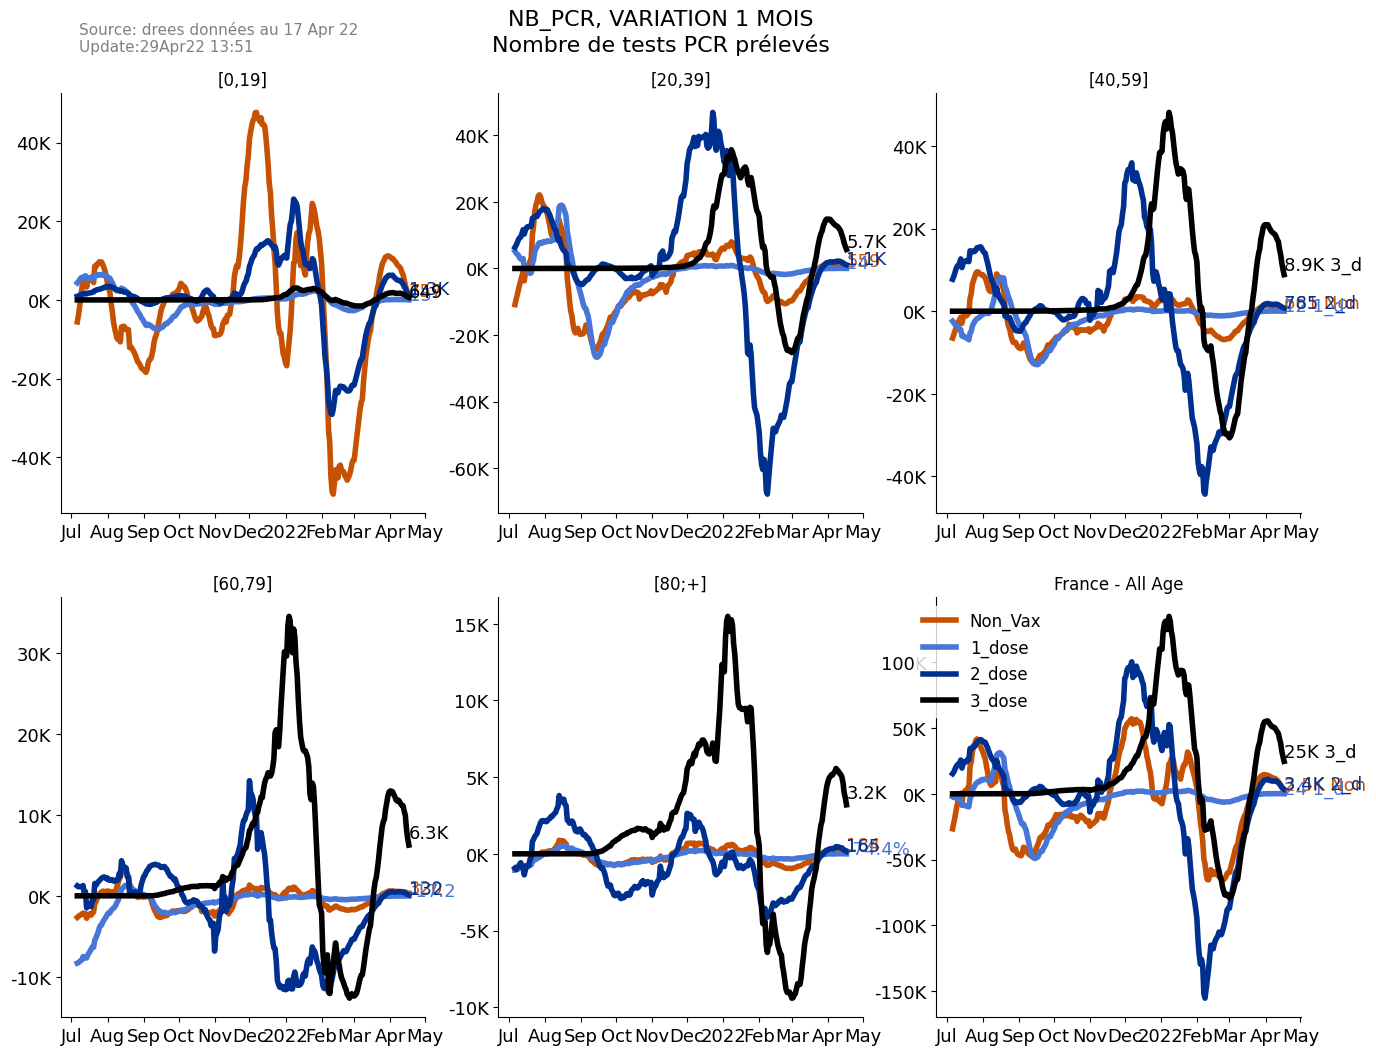 NB_PCR, VARIATION 1 MOIS
Nombre de tests PCR prélevés
Source: drees données au 17 Apr 22
Update:29Apr22 13:51
[0,19]
40K
20K
0K
-20K
-40K
Jul Aug Sep Oct Nov Dec 2022 Feb Mar Apr May
[20,39]
40K
20K
0K
-20K
-40K
-60K
5.7K
1.1K
Jul Aug Sep Oct Nov Dec 2022 Feb Mar Apr May
[40,59]
40K
20K
0K
-20K
-40K
8.9K 3_d
785 2_d
Jul Aug Sep Oct Nov Dec 2022 Feb Mar Apr May
[60,79]
30K
20K
10K
0K
-10K
6.3K
Jul Aug Sep Oct Nov Dec 2022 Feb Mar Apr May
[80;+]
15K
10K
5K
0K
-5K
-10K
3.2K
Jul Aug Sep Oct Nov Dec 2022 Feb Mar Apr May
France - All Age
Non_Vax
1_dose
2_dose
3_dose
100K
50K
0K
-50K
-100K
-150K
25K 3_d
Jul Aug Sep Oct Nov Dec 2022 Feb Mar Apr May